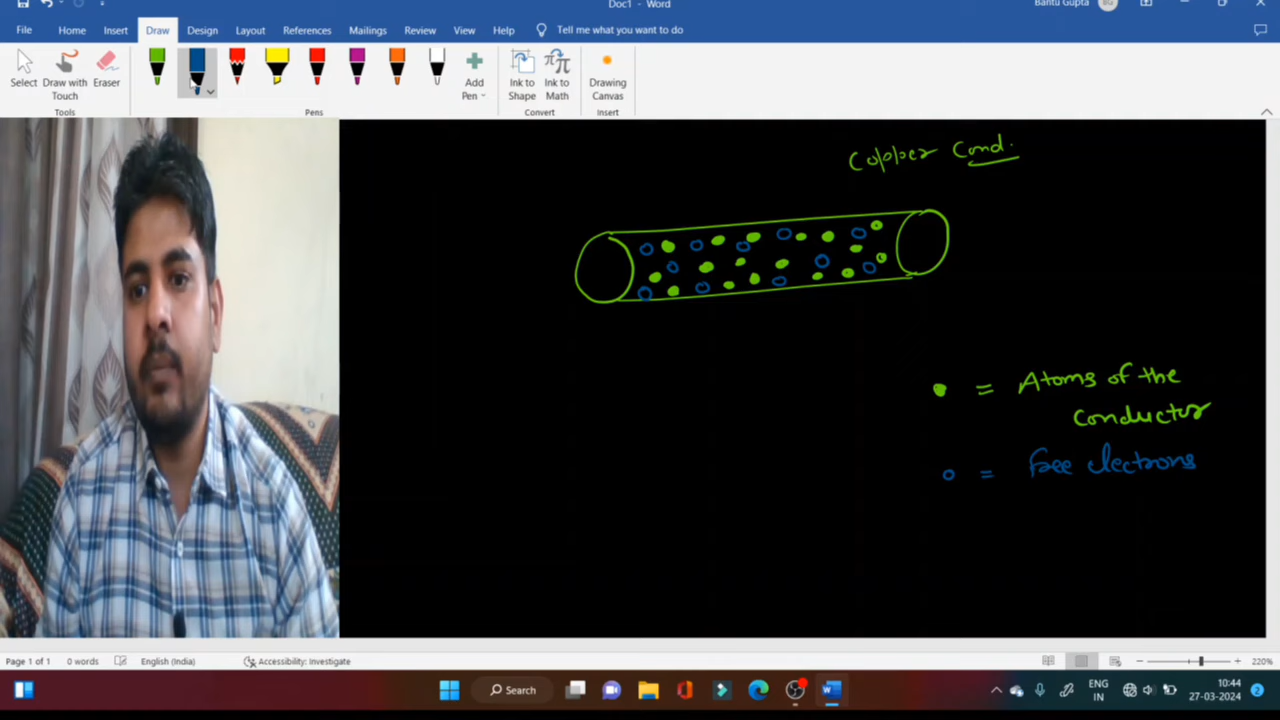 Doc1 - Word
Bantu Gupta
BG
File Home Insert Draw Design Layout References Mailings Review View Help Tell me what you want to do
Select
Draw with Touch
Eraser
Add Pen
Ink to Shape
Ink to Math
Drawing Canvas
Tools
Pens
Convert
Insert
Copper Cond.
= Atoms of the
Conductor
= Free electrons
Page 1 of 1 0 words English (India) Accessibility: Investigate 220%
Search
ENG
IN
10:44
27-03-2024
2